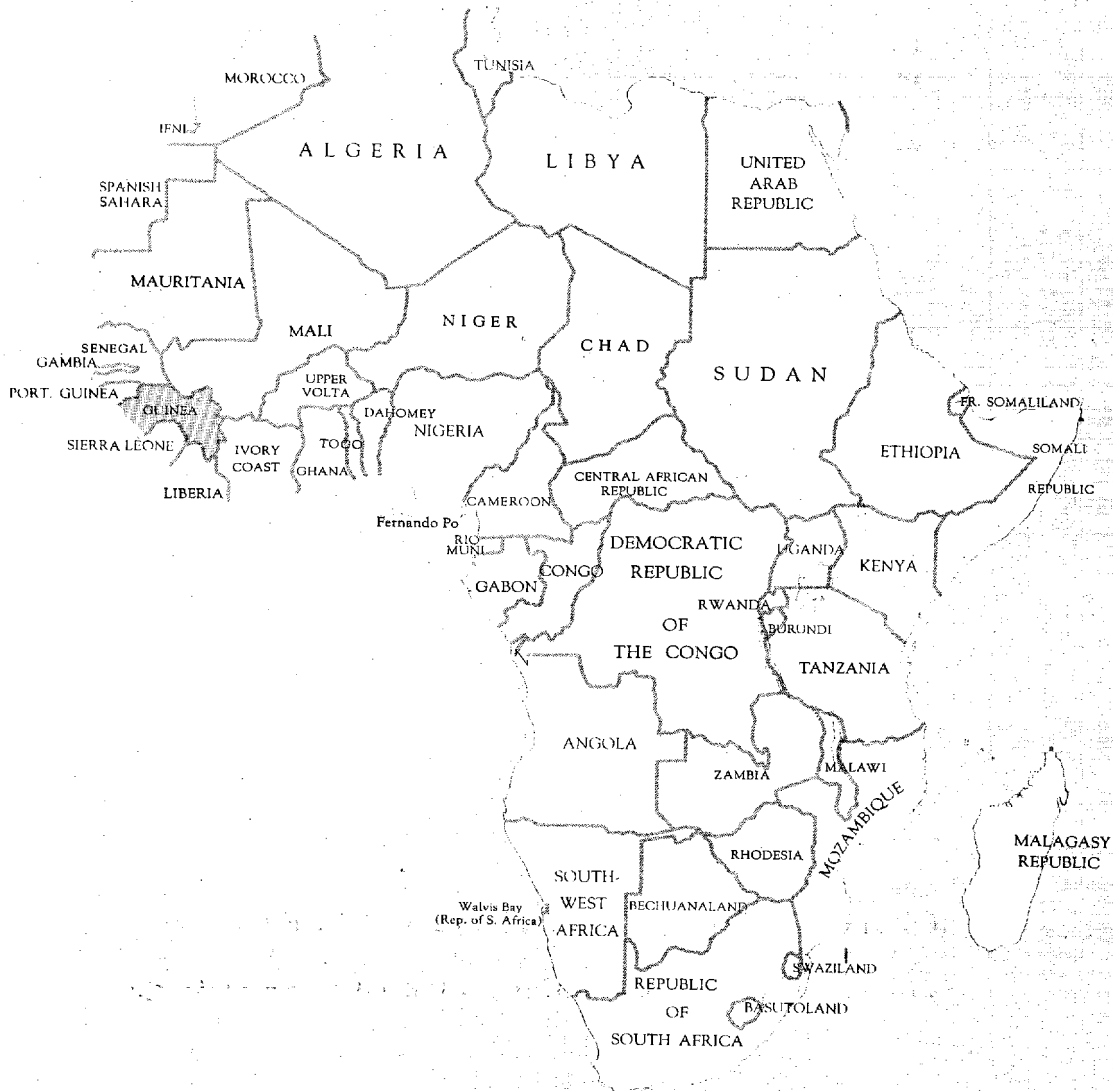 TUNISIA
MOROCCO
IFNI
ALGERIA
LIBYA
UNITED
ARAB
REPUBLIC
SPANISH
SAHARA
MAURITANIA
MALI
NIGER
CHAD
SUDAN
SENEGAL
GAMBIA
PORT. GUINEA
GUINEA
SIERRA LEONE
LIBERIA
IVORY
COAST
UPPER
VOLTA
GHANA
TOGO
DAHOMEY
NIGERIA
FR. SOMALILAND
ETHIOPIA
SOMALI
REPUBLIC
CENTRAL AFRICAN
REPUBLIC
CAMEROON
Fernando Po
RIO
MUNI
GABON
CONGO
DEMOCRATIC
REPUBLIC
OF
THE CONGO
UGANDA
KENYA
RWANDA
BURUNDI
TANZANIA
ANGOLA
ZAMBIA
MALAWI
MOZAMBIQUE
RHODESIA
MALAGASY
REPUBLIC
SOUTH-
WEST
AFRICA
BECHUANALAND
Walvis Bay
(Rep. of S. Africa)
SWAZILAND
REPUBLIC
OF
SOUTH AFRICA
BASUTOLAND